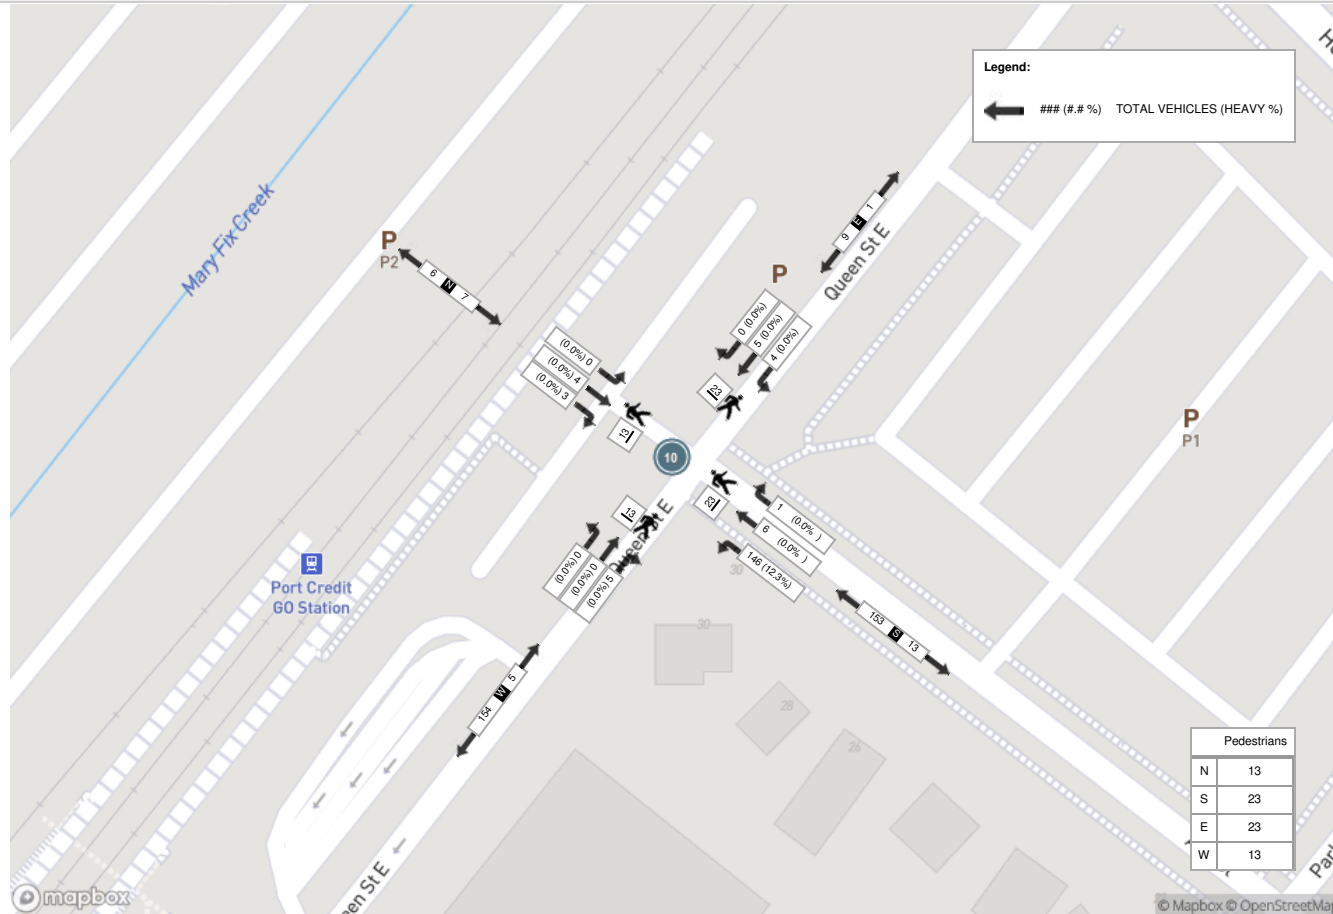 Legend:
### (#.# %) TOTAL VEHICLES (HEAVY %)
Mary Fix Creek
P
P2
6 N 7
9 E 1
Queen St E
P
0 (0.0%)
5 (0.0%)
4 (0.0%)
(0.0%) 0
(0.0%) 4
(0.0%) 3
23
13
10
P
P1
23
13
Queen St E
1 (0.0% )
6 (0.0% )
146 (12.3%)
(0.0%) 0
(0.0%) 0
(0.0%) 5
30
Port Credit
GO Station
153 S 13
30
154 W 5
28
26
Pedestrians
N 13
S 23
E 23
W 13
een St E
mapbox
© Mapbox © OpenStreetMap